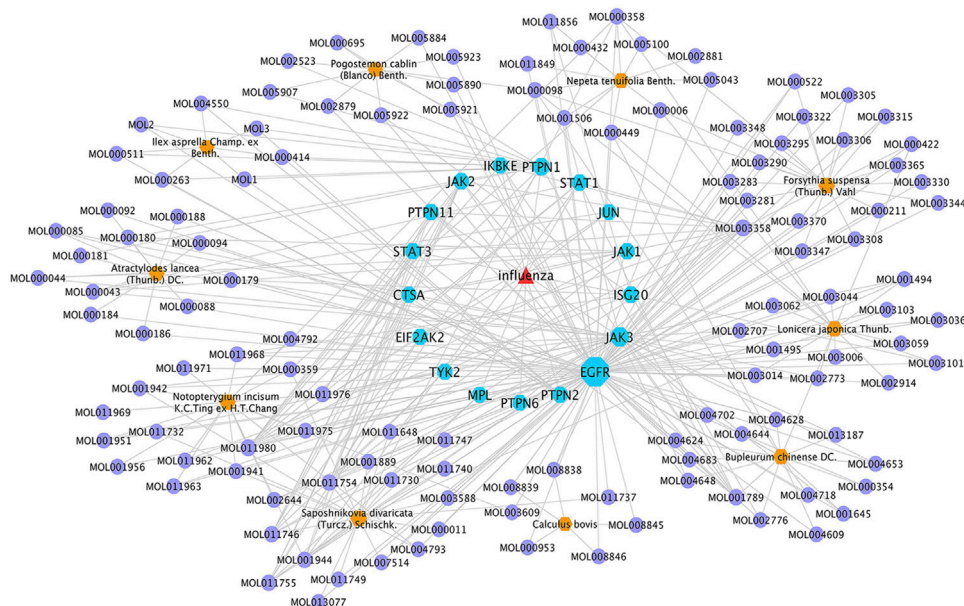 MOL011856
MOL000358
MOL000695
MOL005884
MOL000432
MOL005100
MOL002523
Pogostemon cablin
(Blanco) Benth.
MOL005923
MOL011849
MOL002881
Nepeta tenuifolia Benth.
MOL005907
MOL002879
MOL005890
MOL000098
MOL005043
MOL000522
MOL005922
MOL005921
MOL003305
MOL004550
MOL001506
MOL000006
MOL003322
MOL003315
MOL2
MOL3
MOL000449
MOL003348
MOL003295
MOL003306
MOL000422
Ilex asprella Champ. ex
Benth.
MOL000511
MOL000414
MOL003290
MOL003365
IKBKE
PTPN1
MOL000263
MOL1
JAK2
STAT1
MOL003283
Forsythia suspensa
(Thunb.) Vahl
MOL003330
MOL003281
MOL003344
MOL000092
MOL000188
PTPN11
JUN
MOL000211
MOL000085
MOL000180
MOL003358
MOL003370
MOL000181
MOL000094
STAT3
JAK1
MOL003347
MOL003308
MOL000044
Atractylodes lancea
(Thunb.) DC.
MOL000179
influenza
MOL001494
MOL000043
CTSA
ISG20
MOL003062
MOL003044
MOL000184
MOL000088
MOL003103
MOL003036
MOL000186
EIF2AK2
JAK3
MOL002707
Lonicera japonica Thunb.
MOL004792
MOL003059
MOL011968
MOL001495
MOL003006
MOL003101
MOL011971
MOL000359
TYK2
EGFR
MOL003014
MOL002773
MOL002914
MOL001942
Notopterygium incisum
K.C.Ting ex H.T.Chang
MOL011976
MPL
PTPN6
PTPN2
MOL011969
MOL004702
MOL004628
MOL001951
MOL011732
MOL011975
MOL011648
MOL011747
MOL004624
MOL004644
MOL013187
MOL001956
MOL011962
MOL011980
MOL001889
Bupleurum chinense DC.
MOL004683
MOL004653
MOL011963
MOL001941
MOL011754
MOL011730
MOL011740
MOL008838
MOL004648
MOL000354
MOL002644
MOL003588
MOL008839
MOL011737
MOL001789
MOL004718
Saposhnikovia divaricata
(Turcz.) Schischk.
MOL003609
MOL001645
MOL011746
MOL000011
Calculus bovis
MOL008845
MOL002776
MOL004609
MOL001944
MOL004793
MOL000953
MOL008846
MOL011755
MOL011749
MOL007514
MOL013077